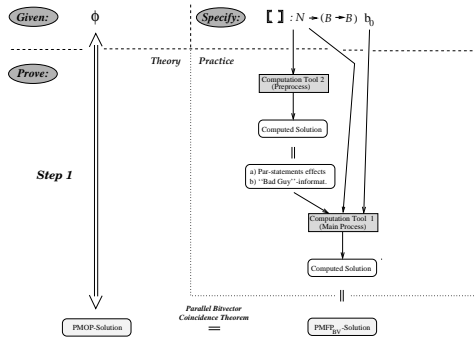 Given: ϕ Specify: [ ] : N → (B → B) b0
Prove: Theory Practice
Computation Tool 2
(Preprocess)
Computed Solution
=
a) Par-statements effects
b) ‘‘Bad Guy’’-informat.
Step 1
Computation Tool 1
(Main Process)
Computed Solution
=
Parallel Bitvector
Coincidence Theorem
PMOP-Solution = PMFP_BV-Solution